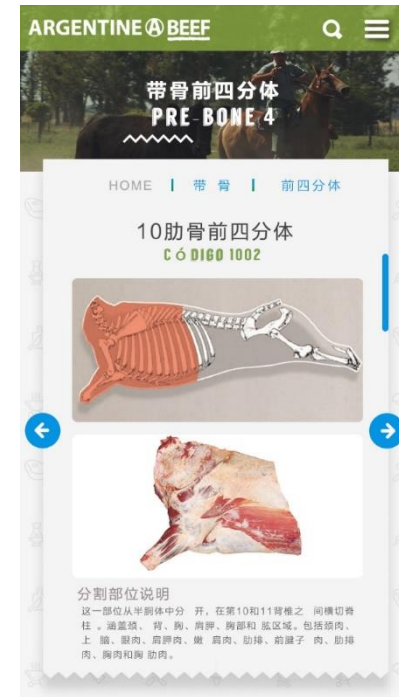 ARGENTINE A BEEF
带骨前四分体
PRE-BONE 4
HOME | 带 骨 | 前四分体
10肋骨前四分体
CóDIGO 1002
分割部位说明
这一部位从半胴体中分 开，在第10和11脊椎之 间横切脊
柱 。涵盖颈、 背、胸、肩胛、胸部和 肱区域。包括颈肉、
上 脑、眼肉、肩胛肉、嫩 肩肉、肋排、前腱子 肉、肋排
肉、胸肉和胸 肋肉。